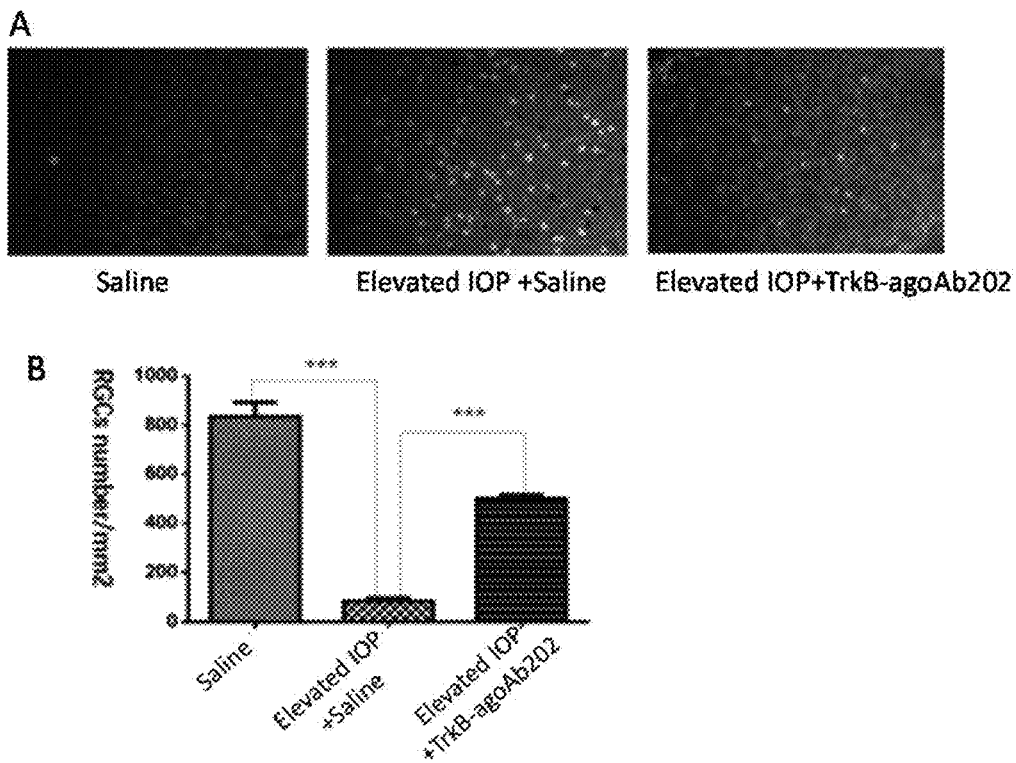 A
Saline
Elevated IOP +Saline
Elevated IOP+TrkB-agoAb202
B
RGCs number/mm2
1000
800
600
400
200
0
***
***
Saline
Elevated IOP
+Saline
Elevated IOP
+TrkB-agoAb202